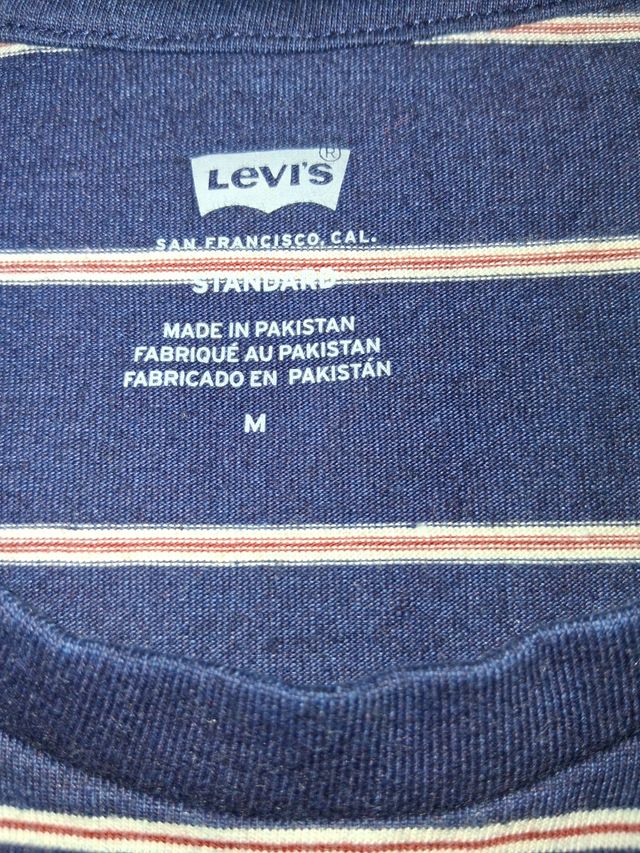 Levi's ®
SAN FRANCISCO, CAL.
STANDARD
MADE IN PAKISTAN
FABRIQUÉ AU PAKISTAN
FABRICADO EN PAKISTÁN
M